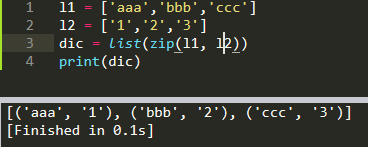 1 l1 = ['aaa','bbb','ccc']
2 l2 = ['1','2','3']
3 dic = list(zip(l1, l2))
4 print(dic)
[('aaa', '1'), ('bbb', '2'), ('ccc', '3')]
[Finished in 0.1s]